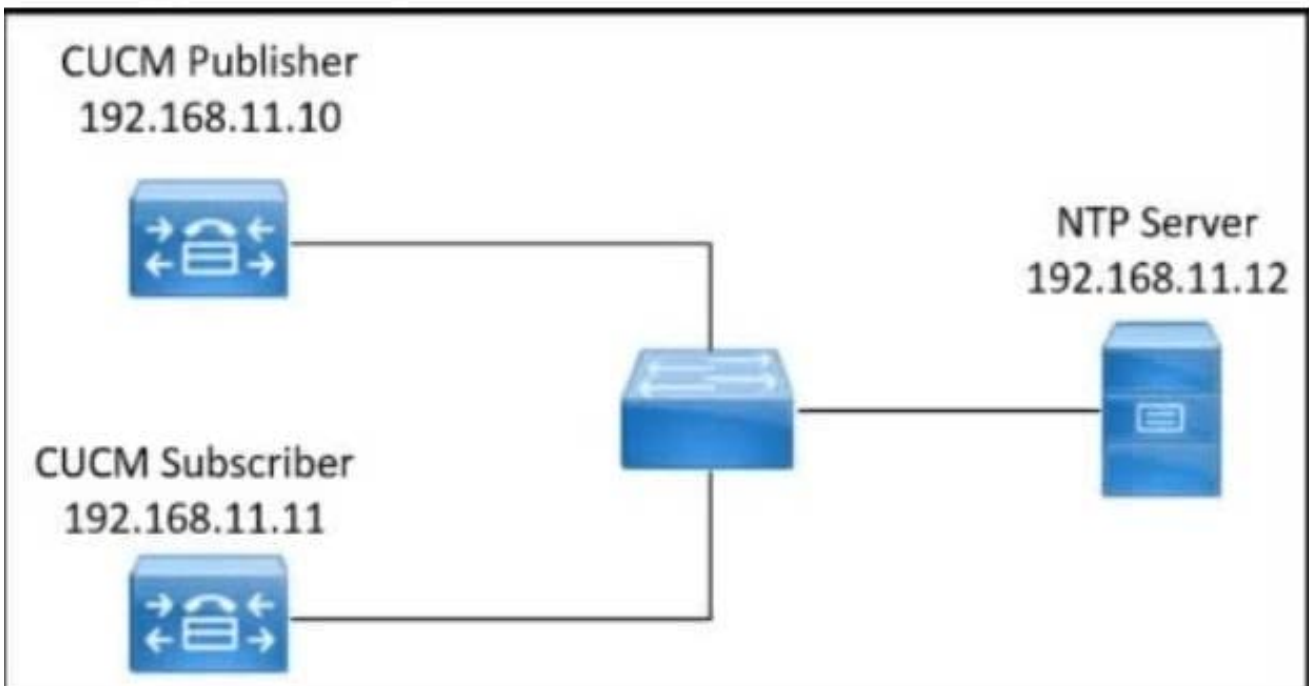 CUCM Publisher
192.168.11.10
NTP Server
192.168.11.12
CUCM Subscriber
192.168.11.11